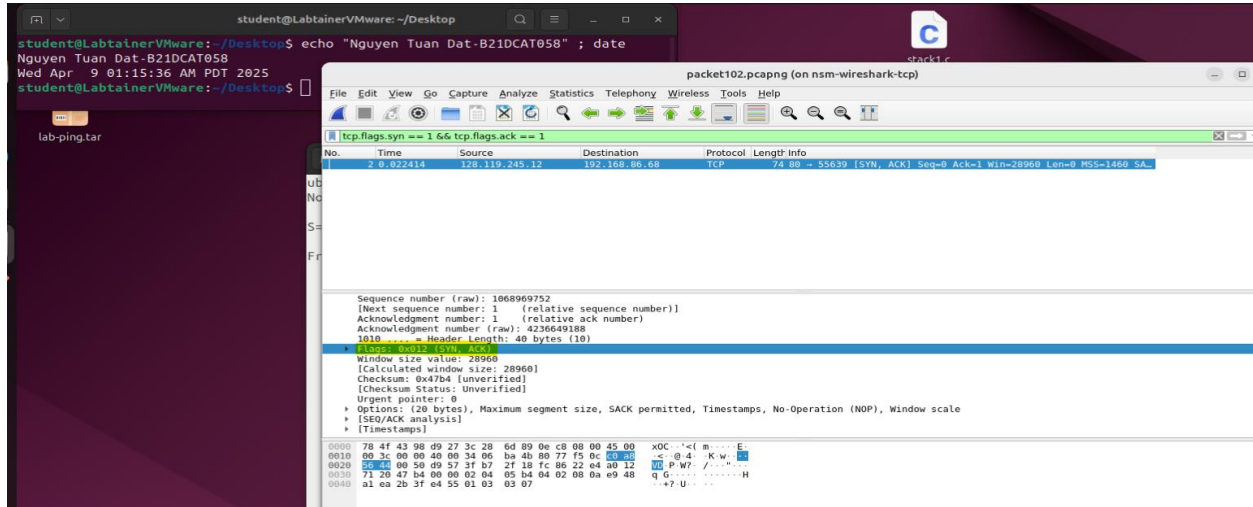 student@LabtainerVMware: ~/Desktop
student@LabtainerVMware:~/Desktop$ echo "Nguyen Tuan Dat-B21DCAT058" ; date
Nguyen Tuan Dat-B21DCAT058
Wed Apr  9 01:15:36 AM PDT 2025
student@LabtainerVMware:~/Desktop$
stack1.c
lab-ping.tar
ub
No
S=
Fr
packet102.pcapng (on nsm-wireshark-tcp)
File Edit View Go Capture Analyze Statistics Telephony Wireless Tools Help
tcp.flags.syn == 1 && tcp.flags.ack == 1
No. Time Source Destination Protocol Length Info
2 0.022414 128.119.245.12 192.168.86.68 TCP 74 80 → 55639 [SYN, ACK] Seq=0 Ack=1 Win=28960 Len=0 MSS=1460 SA…
Sequence number (raw): 1068969752
[Next sequence number: 1 (relative sequence number)]
Acknowledgment number: 1 (relative ack number)
Acknowledgment number (raw): 4236649188
1010 .... = Header Length: 40 bytes (10)
Flags: 0x012 (SYN, ACK)
Window size value: 28960
[Calculated window size: 28960]
Checksum: 0x47b4 [unverified]
[Checksum Status: Unverified]
Urgent pointer: 0
Options: (20 bytes), Maximum segment size, SACK permitted, Timestamps, No-Operation (NOP), Window scale
[SEQ/ACK analysis]
[Timestamps]
0000 78 4f 43 98 d9 27 3c 28 6d 89 0e c8 08 00 45 00 xOC··'<( m·····E·
0010 00 3c 00 00 40 00 34 06 ba 4b 80 77 f5 0c c0 a8 ·<··@·4· ·K·w····
0020 56 44 00 50 d9 57 3f b7 2f 18 fc 86 22 e4 a0 12 VD·P·W?· /···"···
0030 71 20 47 b4 00 00 02 04 05 b4 04 02 08 0a e9 48 q G····· ·······H
0040 a1 ea 2b 3f e4 55 01 03 03 07 ··+?·U·· ··